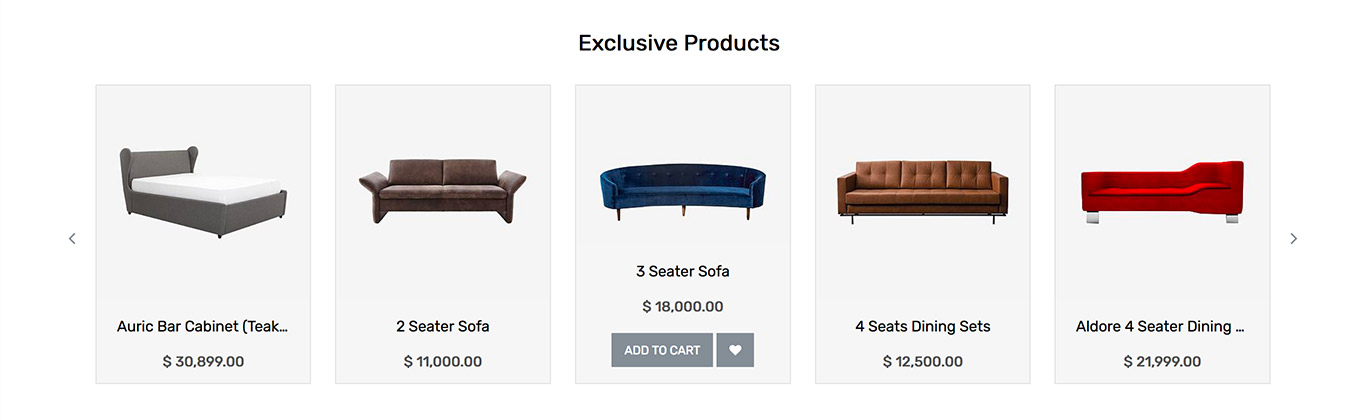 Exclusive Products
Auric Bar Cabinet (Teak...
$ 30,899.00
2 Seater Sofa
$ 11,000.00
3 Seater Sofa
$ 18,000.00
ADD TO CART
4 Seats Dining Sets
$ 12,500.00
Aldore 4 Seater Dining ...
$ 21,999.00